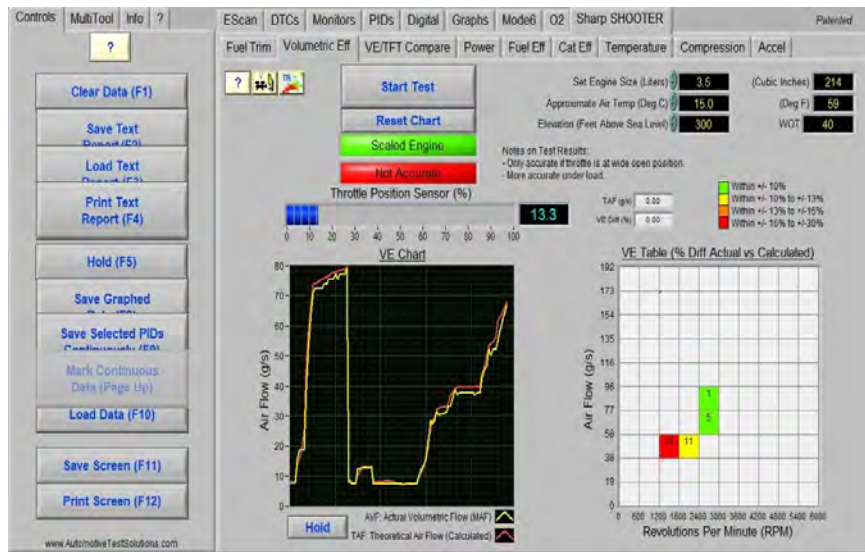 Controls MultiTool Info ?
EScan DTCs Monitors PIDs Digital Graphs Mode6 O2 Sharp SHOOTER Patented
Fuel Trim Volumetric Eff VE/TFT Compare Power Fuel Eff Cat Eff Temperature Compression Accel
?
Clear Data (F1)
Save Text
Load Text
Print Text
Report (F4)
Hold (F5)
Save Graphed
Save Selected PIDs
Continuously (F9)
Mark Continuous
Data (Page Up)
Load Data (F10)
Save Screen (F11)
Print Screen (F12)
www.AutomotiveTestSolutions.com
?
Start Test
Reset Chart
Scaled Engine
Not Accurate
Set Engine Size (Liters) 3.5 (Cubic Inches) 214
Approximate Air Temp (Deg C) 15.0 (Deg F) 59
Elevation (Feet Above Sea Level) 300 WOT 40
Notes on Test Results:
- Only accurate if throttle is at wide open position.
- More accurate under load.
Throttle Position Sensor (%)
13.3
0 10 20 30 40 50 60 70 80 90 100
TAF (g/s) 0.00
VE Diff (%) 0.00
Within +/- 10%
Within +/- 10% to +/-13%
Within +/- 13% to +/-16%
Within +/- 16% to +/-30%
VE Chart
80
70
60
50
40
30
20
10
0
Air Flow (g/s)
Hold
AVF: Actual Volumetric Flow (MAF)
TAF: Theoretical Air Flow (Calculated)
VE Table (% Diff Actual vs Calculated)
192
173
154
135
116
96
77
58
38
19
0
Air Flow (g/s)
1
5
11
0 600 1200 1800 2400 3000 3600 4200 4800 5400 6000
Revolutions Per Minute (RPM)